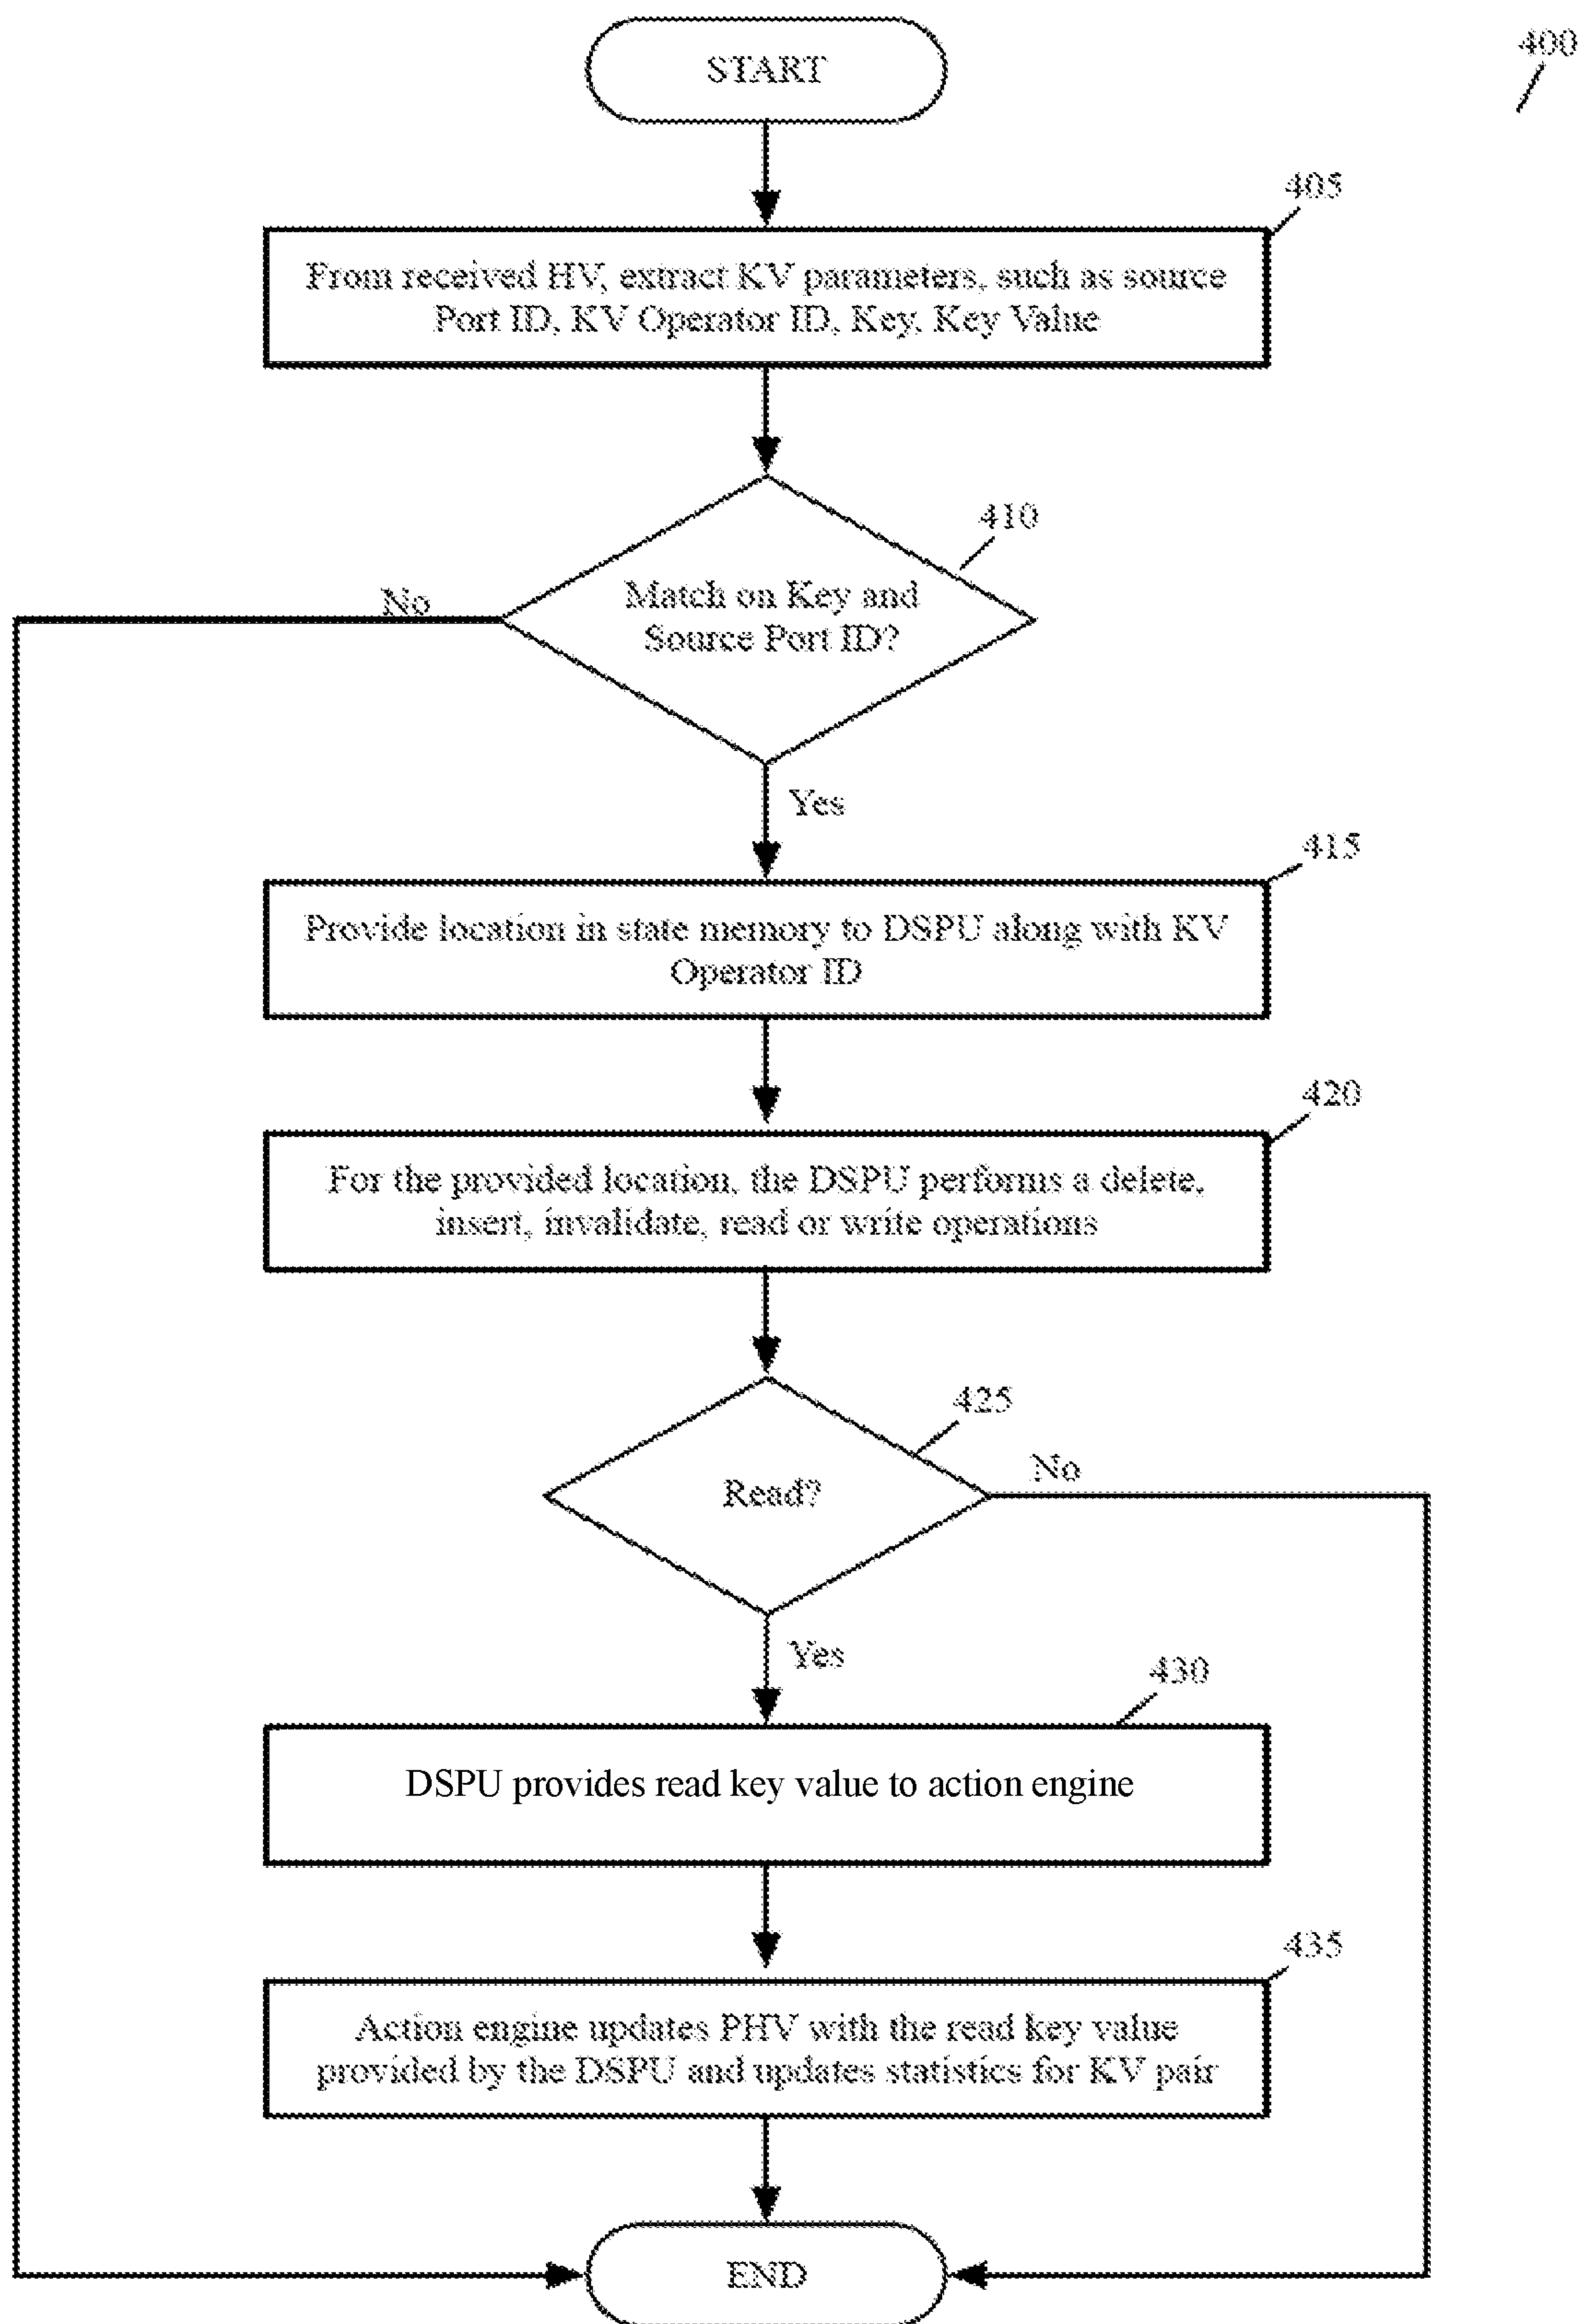 START
400
405
From received HV, extract KV parameters, such as source
Port ID, KV Operator ID, Key, Key Value
410
Match on Key and
Source Port ID?
No
Yes
415
Provide location in state memory to DSPU along with KV
Operator ID
420
For the provided location, the DSPU performs a delete,
insert, invalidate, read or write operations
425
Read?
No
Yes
430
DSPU provides read key value to action engine
435
Action engine updates PHV with the read key value
provided by the DSPU and updates statistics for KV pair
END